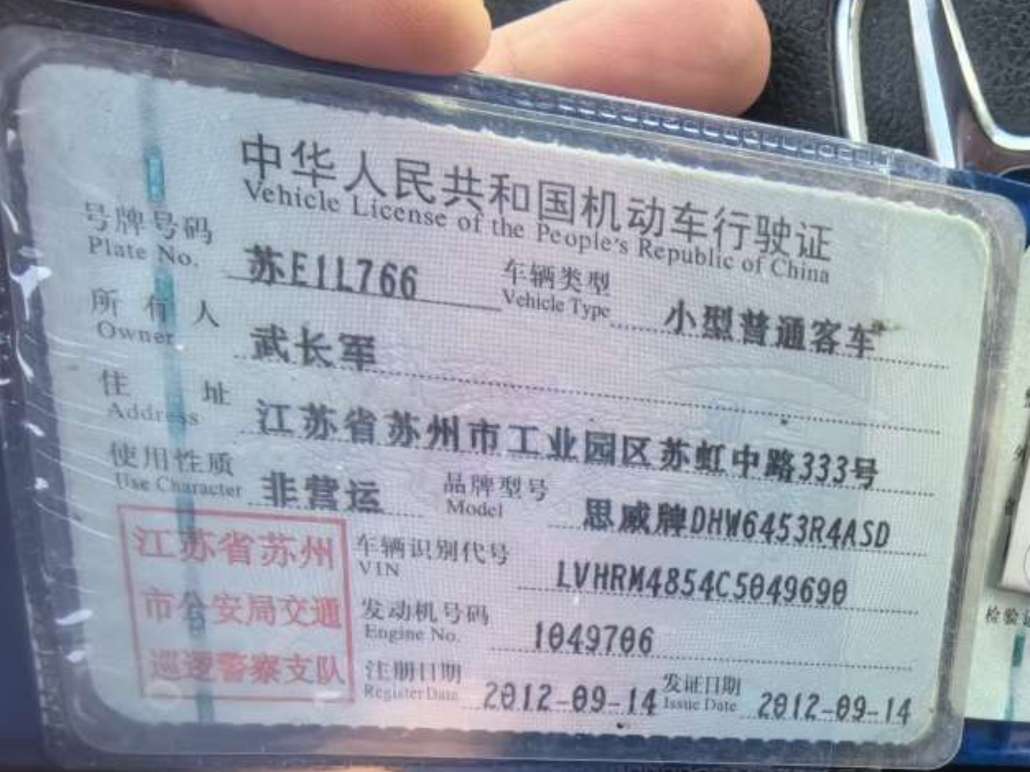 中华人民共和国机动车行驶证
Vehicle License of the People's Republic of China
号牌号码 苏E1L766 车辆类型 小型普通客车
Plate No. Vehicle Type
所有人 武长军
Owner
住址 江苏省苏州市工业园区苏虹中路333号
Address
使用性质 非营运 品牌型号 思威牌DHW6453R4ASD
Use Character Model
江苏省苏州
市公安局交通
巡逻警察支队
车辆识别代号 LVHRM4854C5049690
VIN
发动机号码 1049706
Engine No.
注册日期 2012-09-14 发证日期 2012-09-14
Register Date Issue Date
检验